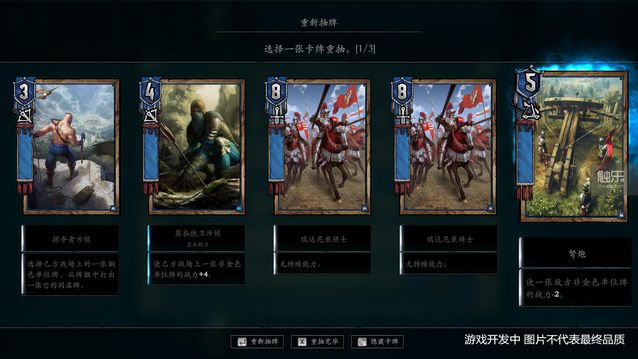 重新抽牌
选择一张卡牌重抽。[1/3]
3
4
8
8
5
掠夺者斥候
选择己方战场上的一张铜
色单位牌,从牌组中打出
一张它的同名牌。
蓝衣铁卫斥候
蓝衣铁卫
使己方战场上一张非金色
单位牌的战力+4。
瑞达尼亚骑士
无特殊能力。
瑞达尼亚骑士
无特殊能力。
弩炮
使一张敌方非金色单位牌
的战力-2。
触乐
重新抽牌
X 重抽完毕
隐藏卡牌
游戏开发中 图片不代表最终品质